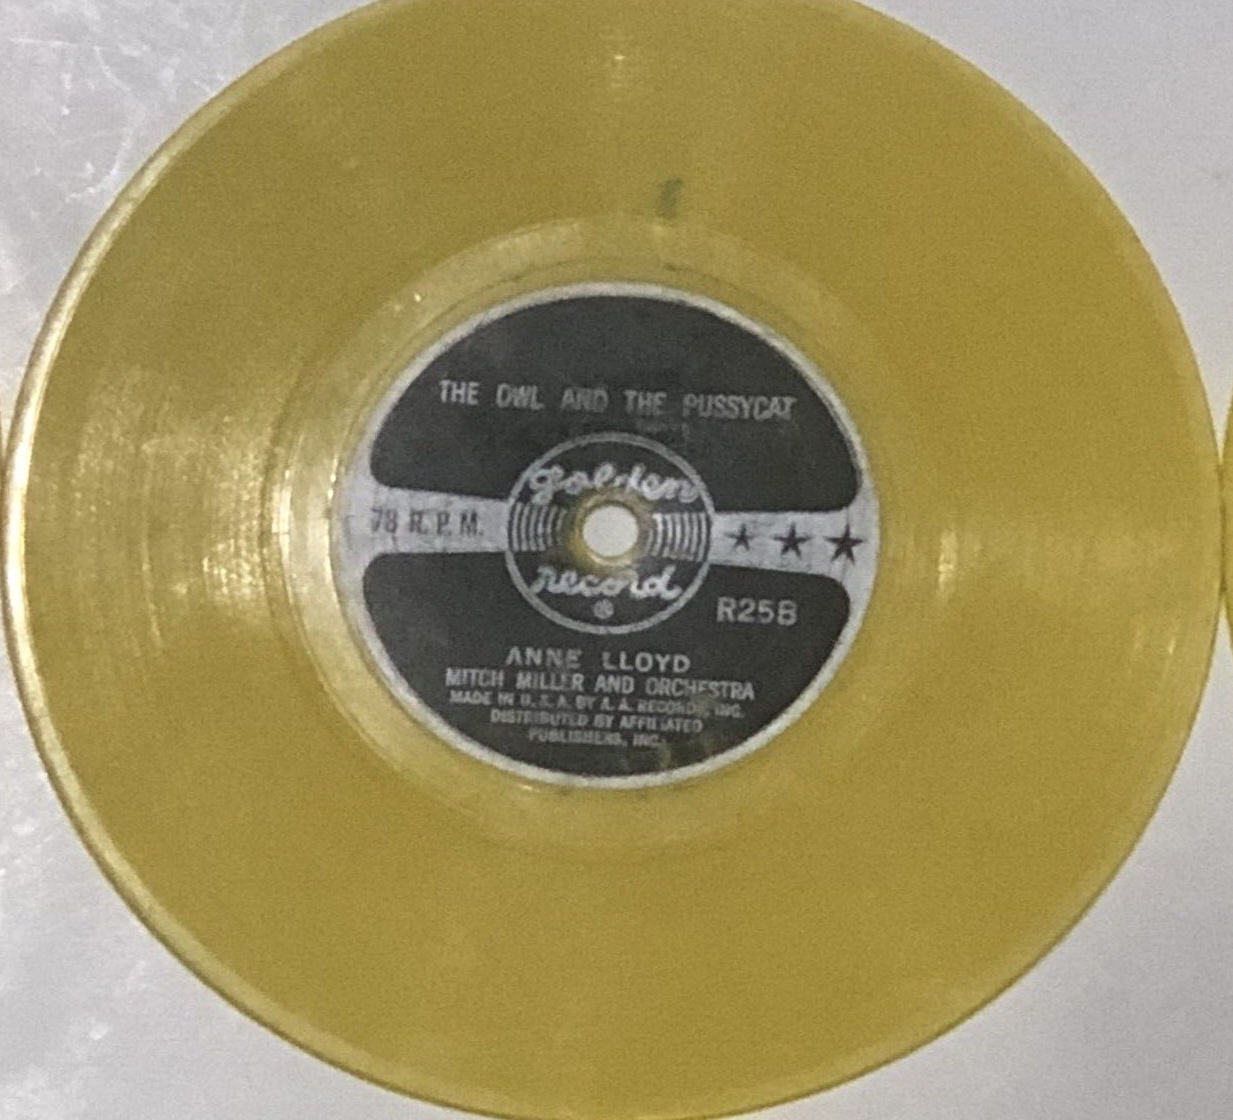 THE OWL AND THE PUSSYCAT
golden
78 R.P.M.
record
R25B
ANNE LLOYD
MITCH MILLER AND ORCHESTRA
MADE IN U.S.A. BY A.A. RECORDS, INC.
DISTRIBUTED BY AFFILIATED
PUBLISHERS, INC.